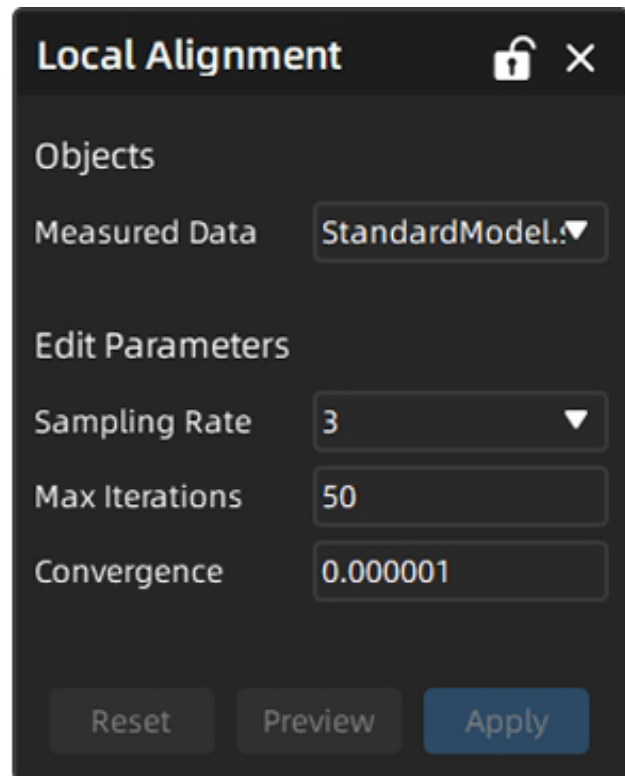 Local Alignment
Objects
Measured Data StandardModel.
Edit Parameters
Sampling Rate 3
Max Iterations 50
Convergence 0.000001
Reset Preview Apply